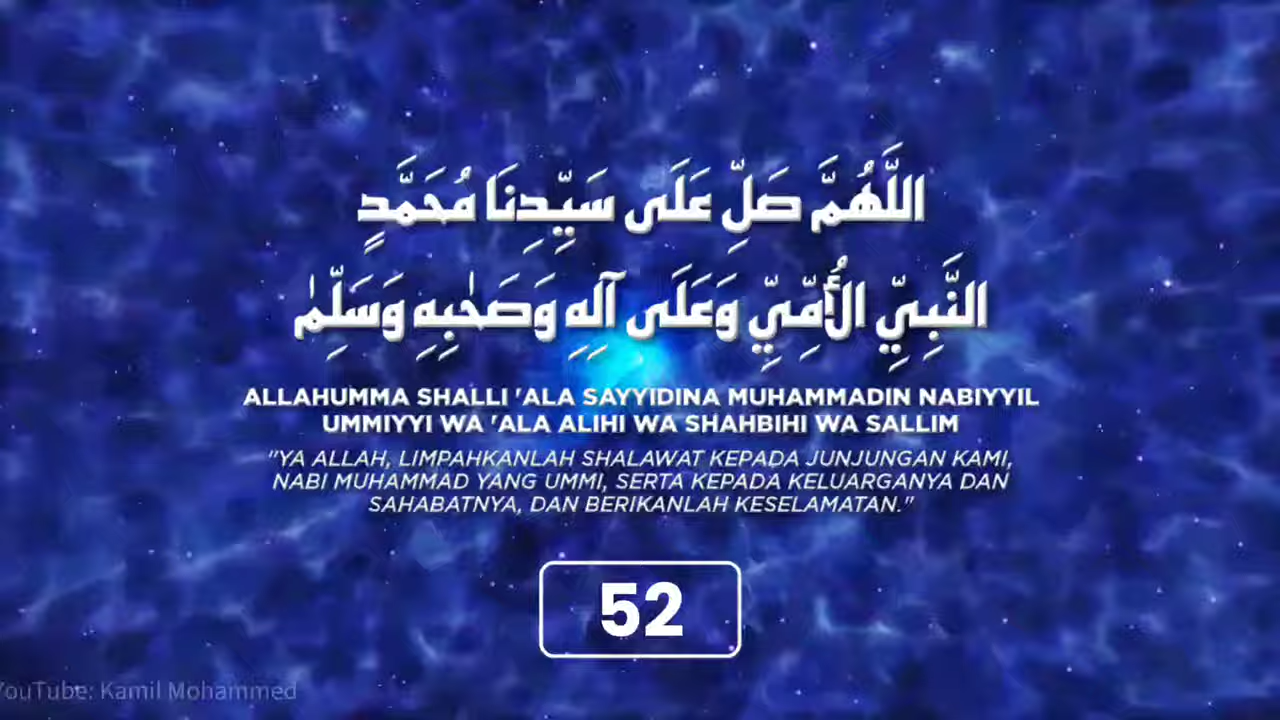 اللَّهُمَّ صَلِّ عَلَى سَيِّدِنَا مُحَمَّدٍ
النَّبِيِّ الأُمِّيِّ وَعَلَى آلِهِ وَصَحْبِهِ وَسَلِّمْ
ALLAHUMMA SHALLI 'ALA SAYYIDINA MUHAMMADIN NABIYYIL
UMMIYYI WA 'ALA ALIHI WA SHAHBIHI WA SALLIM
"YA ALLAH, LIMPAHKANLAH SHALAWAT KEPADA JUNJUNGAN KAMI,
NABI MUHAMMAD YANG UMMI, SERTA KEPADA KELUARGANYA DAN
SAHABATNYA, DAN BERIKANLAH KESELAMATAN."
52
YouTube: Kamil Mohammed